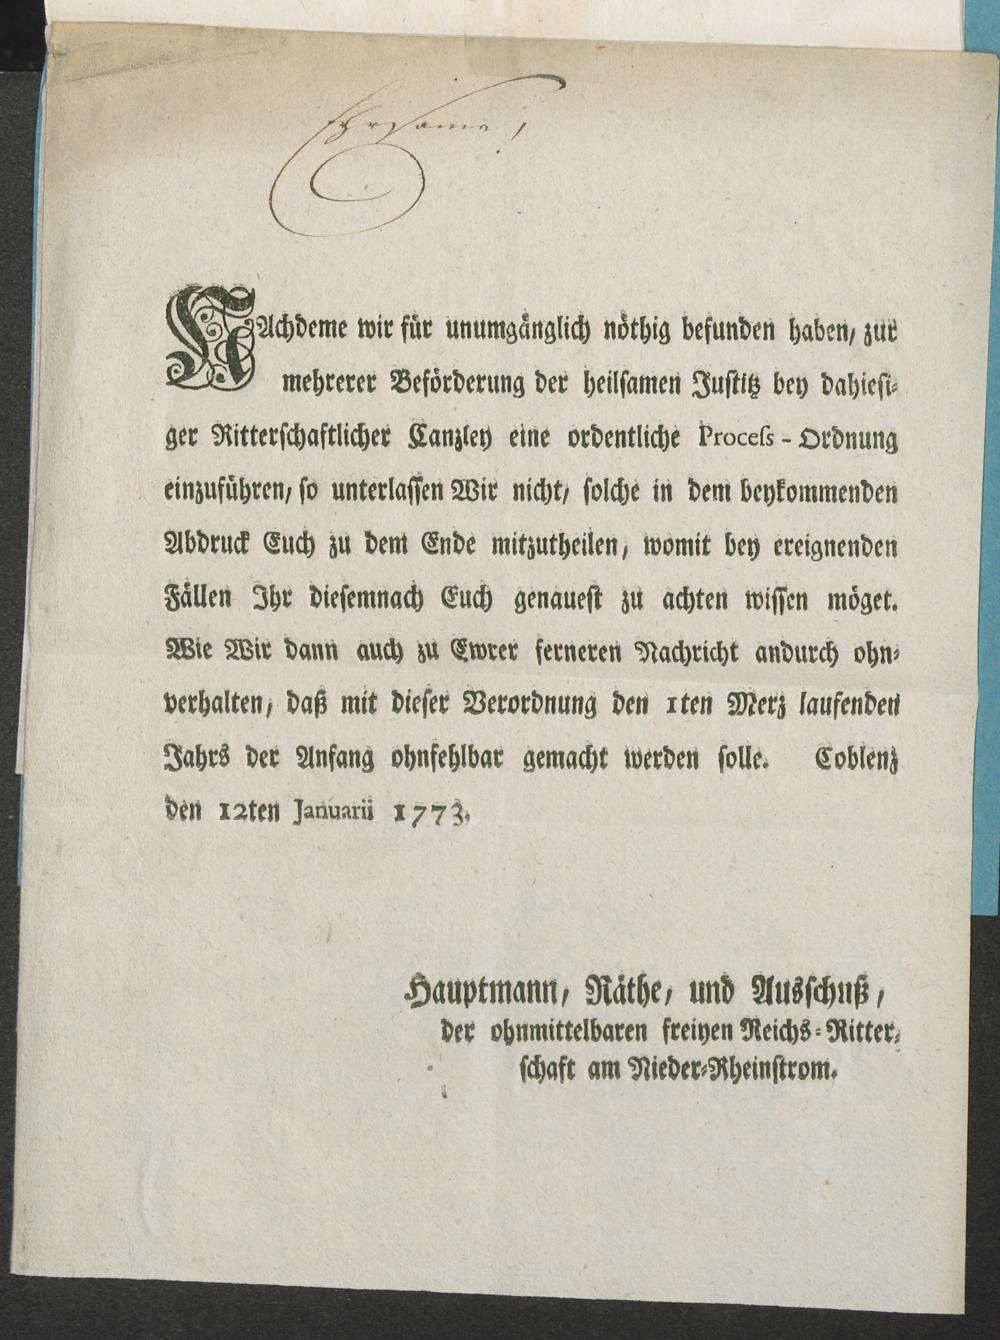 Ehrsame!
NAchdeme wir für unumgänglich nöthig befunden haben, zur
mehrerer Beförderung der heilsamen Justitz bey dahiesi-
ger Ritterschaftlicher Canzley eine ordentliche Process-Ordnung
einzuführen, so unterlassen Wir nicht, solche in dem beykommenden
Abdruck Euch zu dem Ende mitzutheilen, womit bey ereignenden
Fällen Ihr diesemnach Euch genauest zu achten wissen möget.
Wie Wir dann auch zu Ewrer ferneren Nachricht andurch ohn-
verhalten, daß mit dieser Verordnung den 1ten Merz laufenden
Jahrs der Anfang ohnfehlbar gemacht werden solle. Coblenz
den 12ten Januarii 1773.
Hauptmann, Räthe, und Ausschuß,
der ohnmittelbaren freiyen Reichs-Ritter-
schaft am Nieder-Rheinstrom.